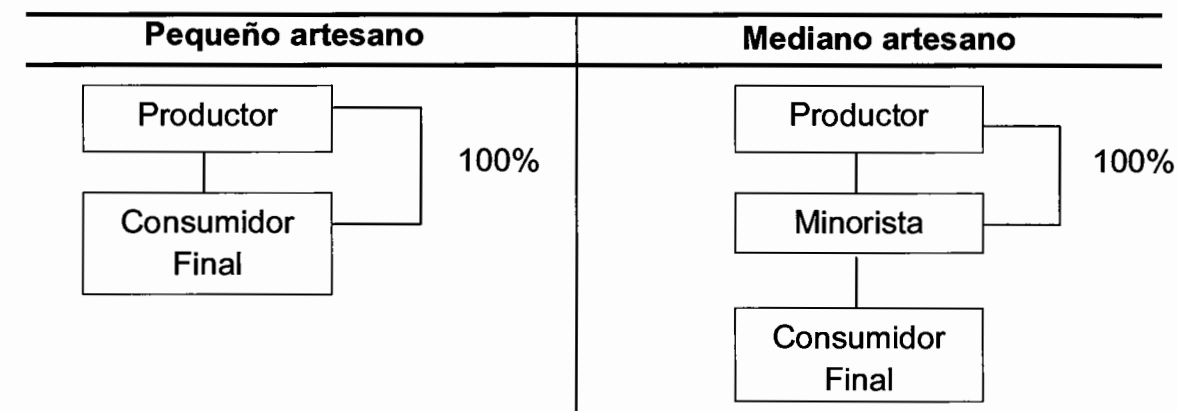 Pequeño artesano
Productor
100%
Consumidor
Final
Mediano artesano
Productor
100%
Minorista
Consumidor
Final